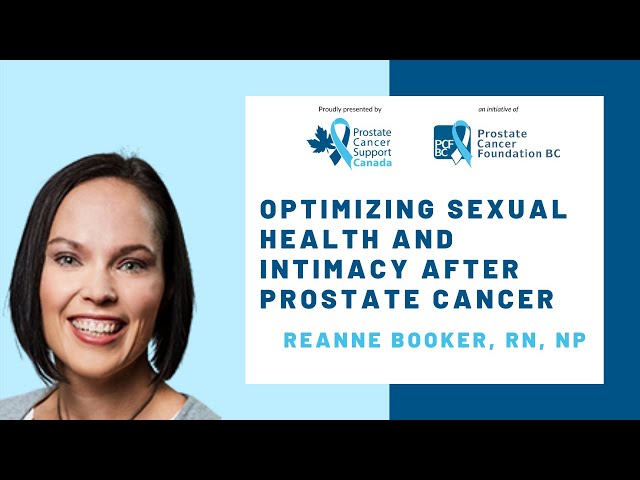 Proudly presented by
an initiative of
Prostate
Cancer
Support
Canada
PCF
BC
Prostate
Cancer
Foundation BC
OPTIMIZING SEXUAL
HEALTH AND
INTIMACY AFTER
PROSTATE CANCER
REANNE BOOKER, RN, NP